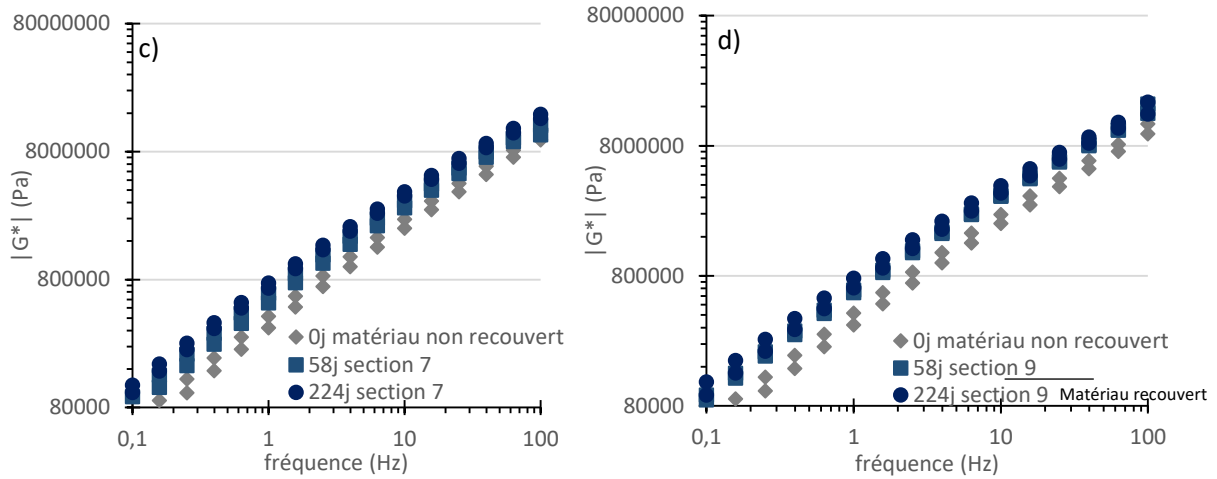 c)
80000000
8000000
800000
80000
|G*| (Pa)
0j matériau non recouvert
58j section 7
224j section 7
0,1
1
10
100
fréquence (Hz)
d)
80000000
8000000
800000
80000
|G*| (Pa)
0j matériau non recouvert
58j section 9
224j section 9 Matériau recouvert
0,1
1
10
100
fréquence (Hz)